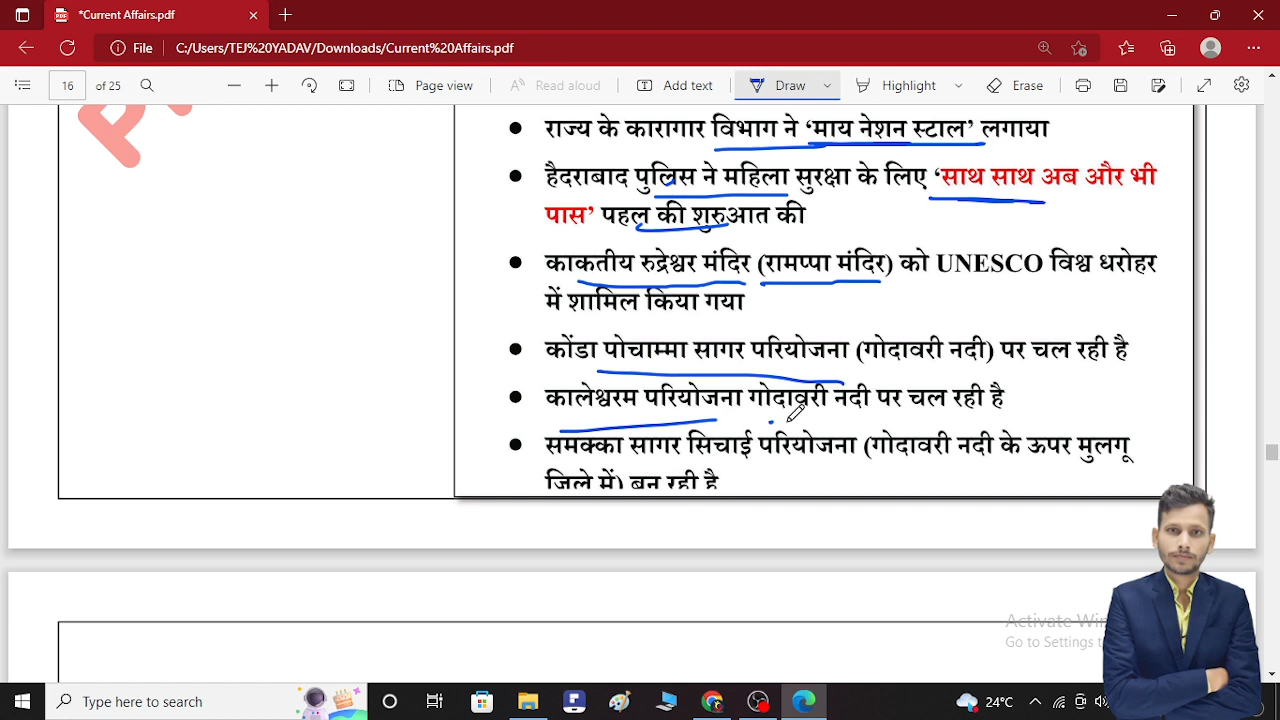 *Current Affairs.pdf
File
C:/Users/TEJ%20YADAV/Downloads/Current%20Affairs.pdf
16 of 25
Page view
Read aloud
Add text
Draw
Highlight
Erase
राज्य के कारागार विभाग ने ‘माय नेशन स्टाल’ लगाया
हैदराबाद पुलिस ने महिला सुरक्षा के लिए ‘साथ साथ अब और भी
पास’ पहल की शुरुआत की
काकतीय रुद्रेश्वर मंदिर (रामप्पा मंदिर) को UNESCO विश्व धरोहर
में शामिल किया गया
कोंडा पोचाम्मा सागर परियोजना (गोदावरी नदी) पर चल रही है
कालेश्वरम परियोजना गोदावरी नदी पर चल रही है
समक्का सागर सिचाई परियोजना (गोदावरी नदी के ऊपर मुलगू
जिले में) बन रही है
Activate Win
Go to Settings t
Type here to search
24°C